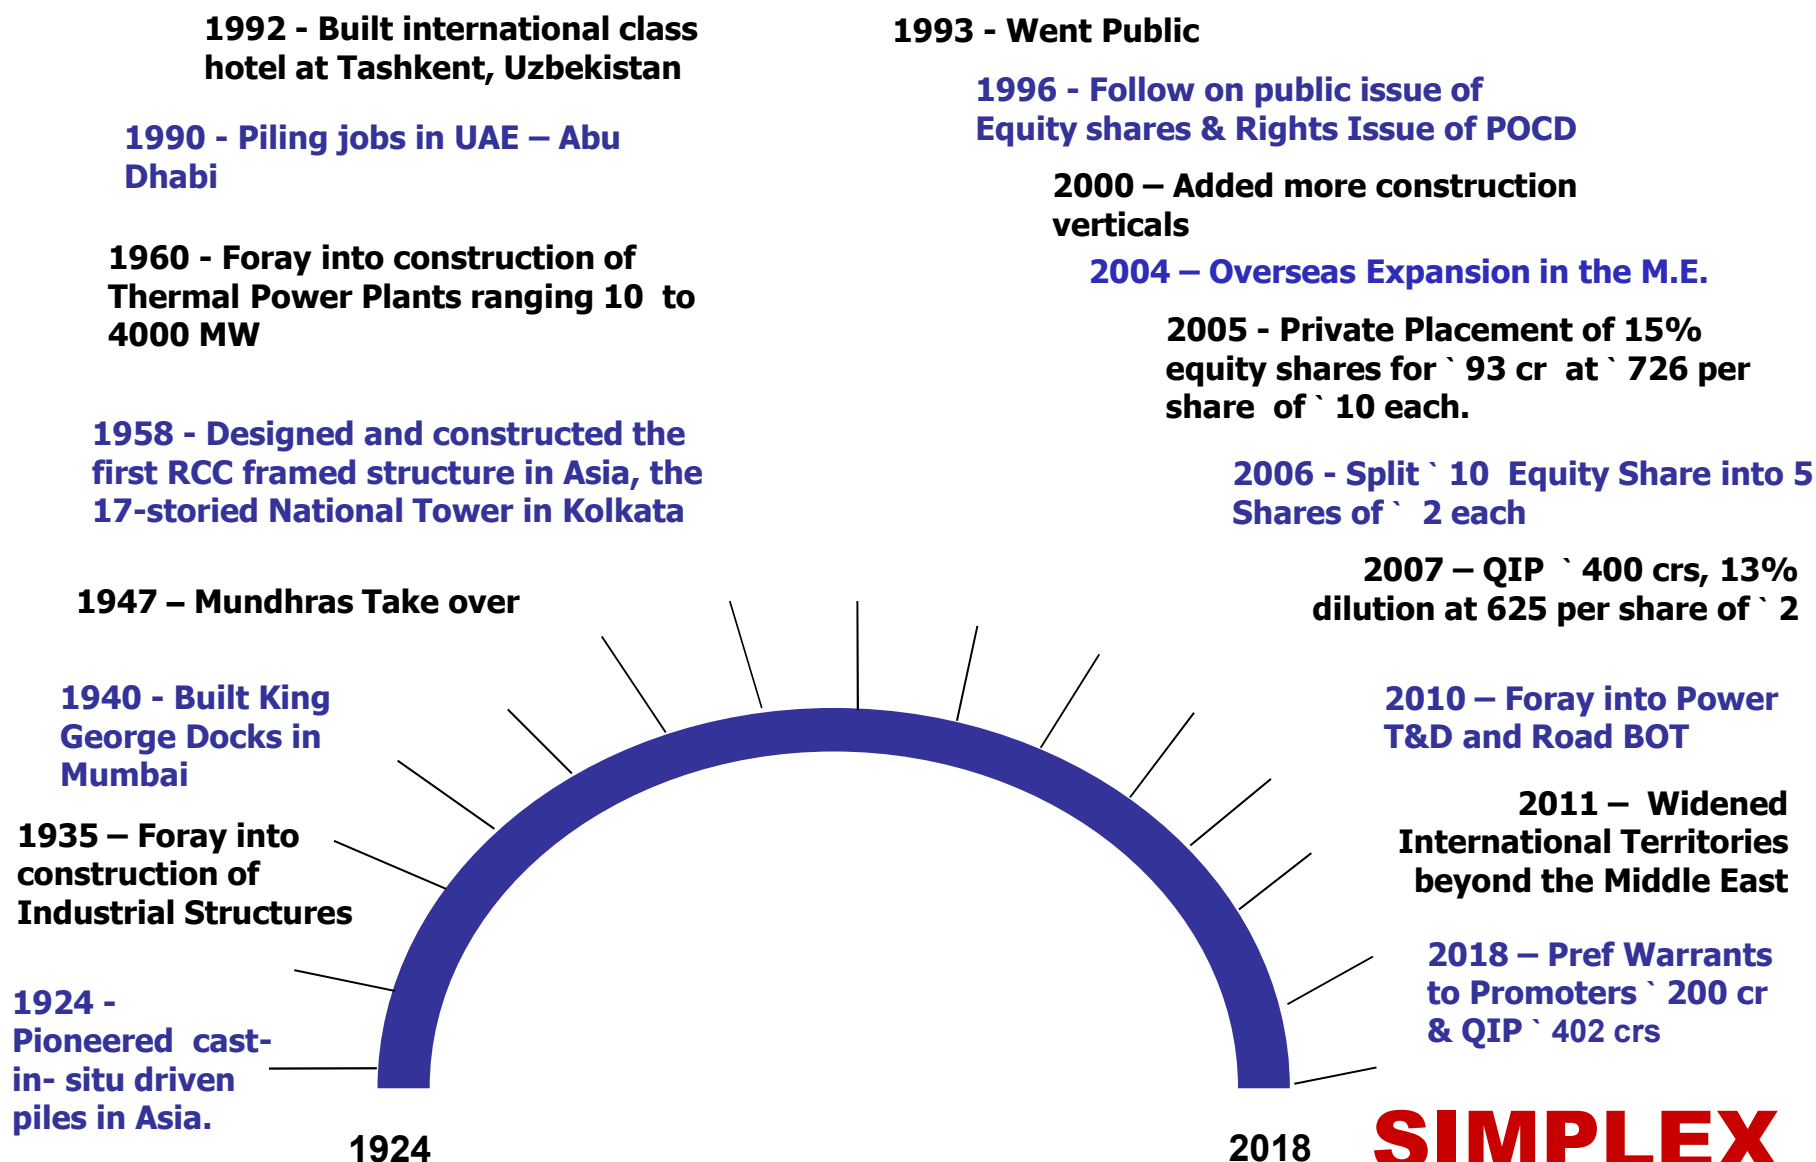 1992 - Built international class
hotel at Tashkent, Uzbekistan
1990 - Piling jobs in UAE – Abu
Dhabi
1960 - Foray into construction of
Thermal Power Plants ranging 10  to
4000 MW
1958 - Designed and constructed the
first RCC framed structure in Asia, the
17-storied National Tower in Kolkata
1947 – Mundhras Take over
1940 - Built King
George Docks in
Mumbai
1935 – Foray into
construction of
Industrial Structures
1924 -
Pioneered  cast-
in- situ driven
piles in Asia.
1993 - Went Public
1996 - Follow on public issue of
Equity shares & Rights Issue of POCD
2000 – Added more construction
verticals
2004 – Overseas Expansion in the M.E.
2005 - Private Placement of 15%
equity shares for ` 93 cr  at ` 726 per
share  of ` 10 each.
2006 - Split ` 10  Equity Share into 5
Shares of `  2 each
2007 – QIP  ` 400 crs, 13%
dilution at 625 per share of ` 2
2010 – Foray into Power
T&D and Road BOT
2011 –  Widened
International Territories
beyond the Middle East
2018 – Pref Warrants
to Promoters ` 200 cr
& QIP ` 402 crs
1924
2018
SIMPLEX